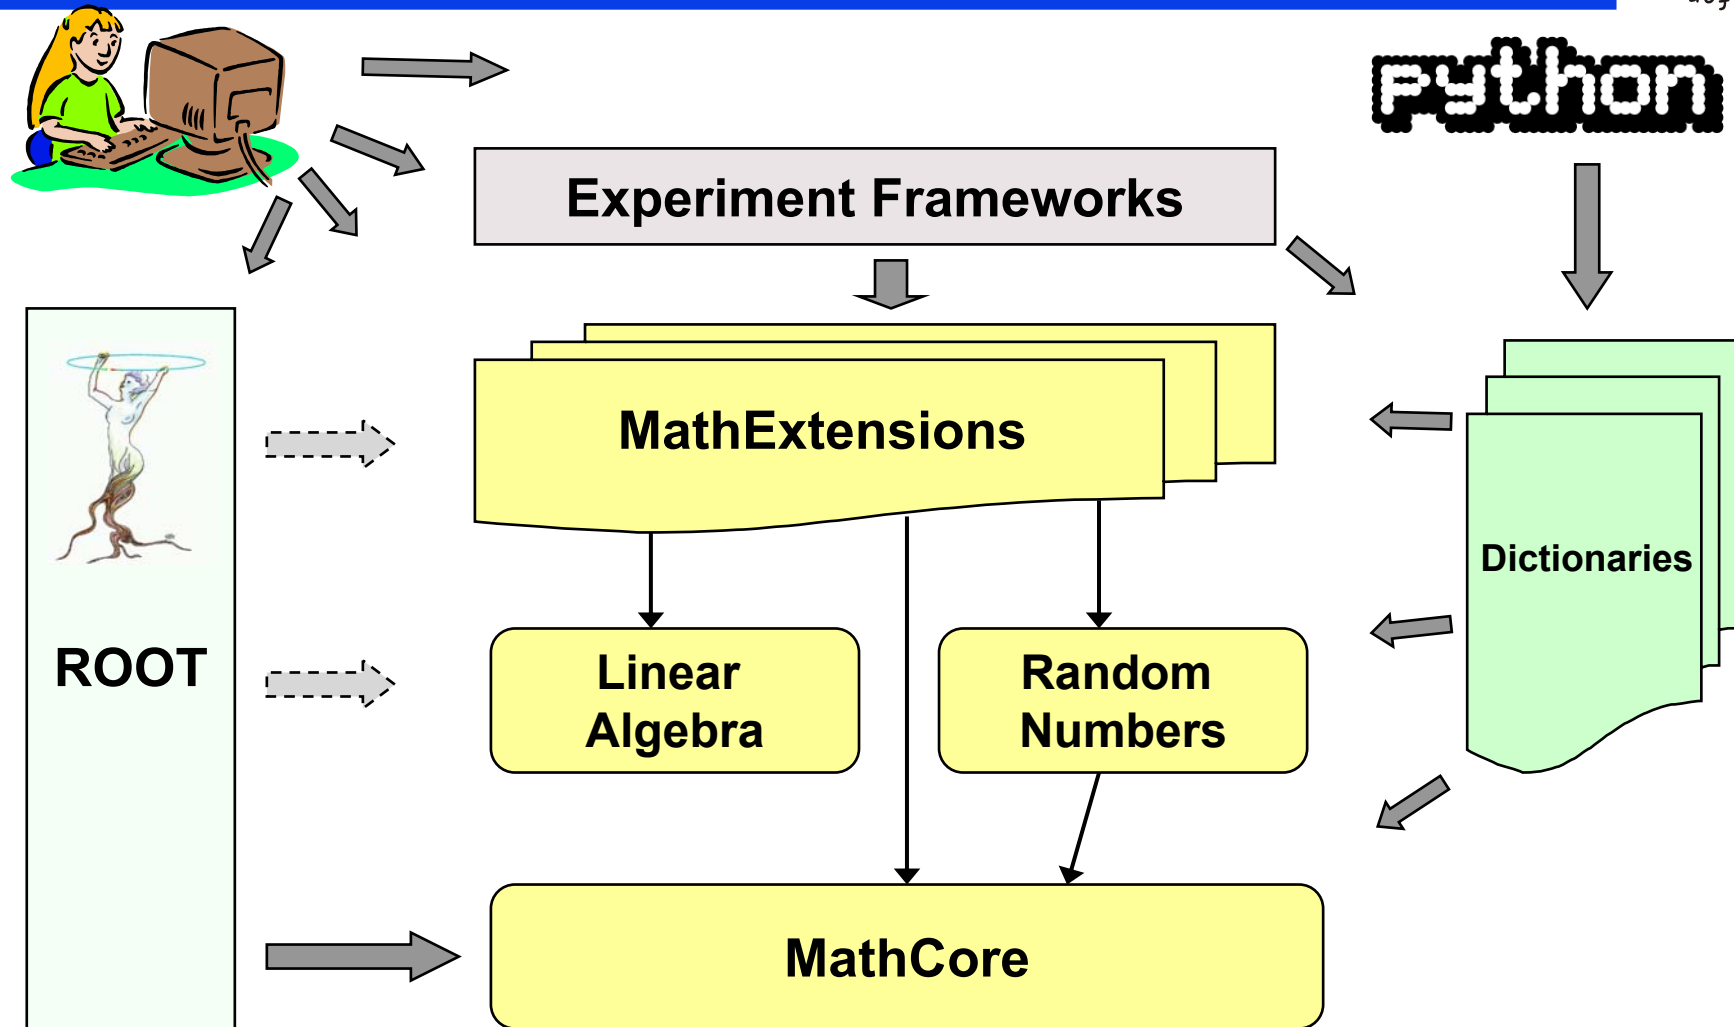 python
Experiment Frameworks
MathExtensions
Dictionaries
ROOT
Linear
Algebra
Random
Numbers
MathCore